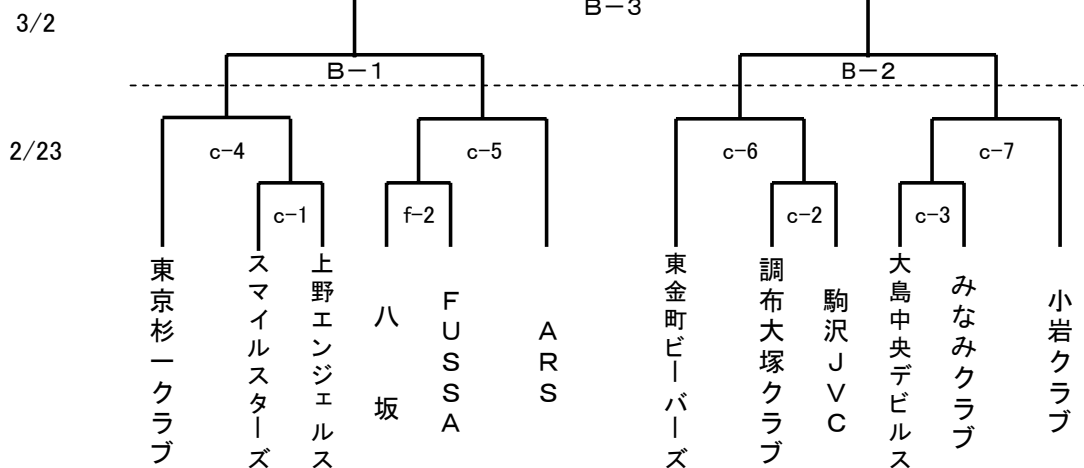 B-3
3/2
B-1
B-2
2/23
c-4
c-5
c-6
c-7
c-1
f-2
c-2
c-3
東京杉一クラブ
スマイルスターズ
上野エンジェルス
八坂
FUSSA
ARS
東金町ビーバーズ
調布大塚クラブ
駒沢JVC
大島中央デビルス
みなみクラブ
小岩クラブ